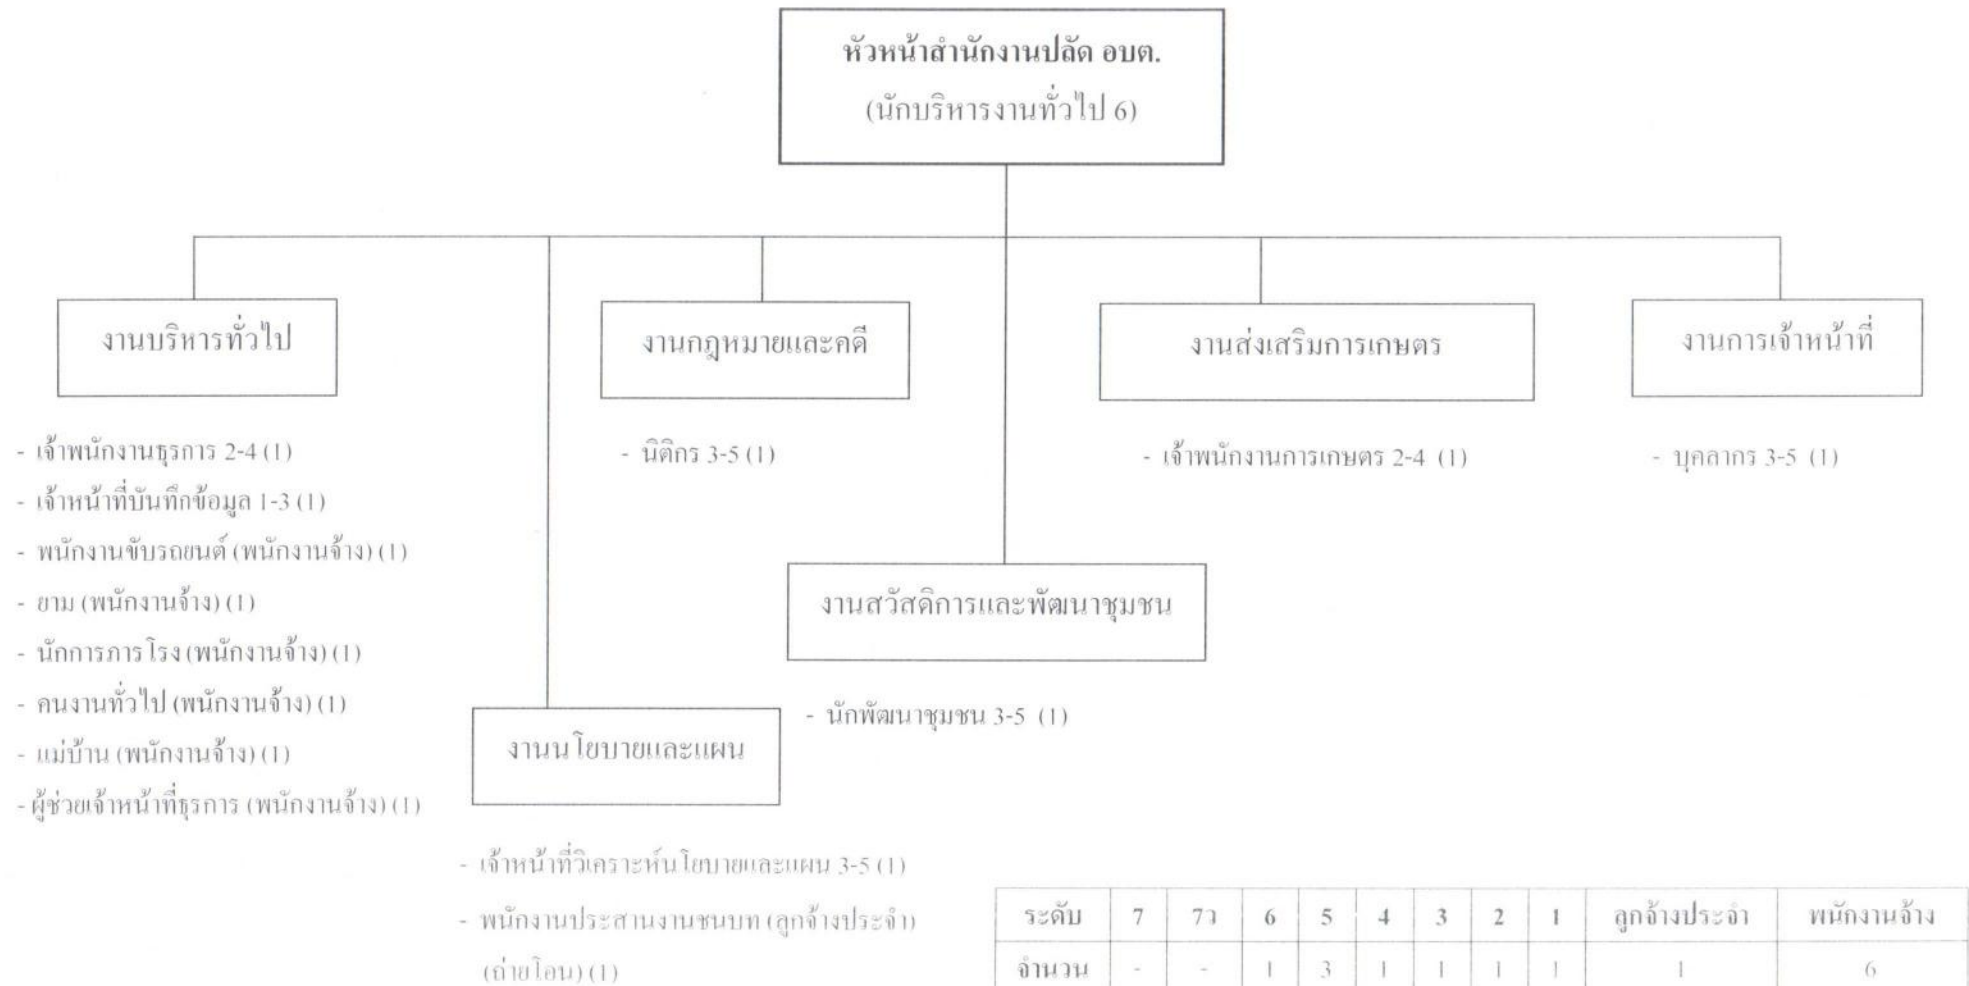 หัวหน้าสำนักงานปลัด อบต.
(นักบริหารงานทั่วไป 6)
งานบริหารทั่วไป
- เจ้าพนักงานธุรการ 2-4 (1)
- เจ้าหน้าที่บันทึกข้อมูล 1-3 (1)
- พนักงานขับรถยนต์ (พนักงานจ้าง) (1)
- ยาม (พนักงานจ้าง) (1)
- นักการภารโรง (พนักงานจ้าง) (1)
- คนงานทั่วไป (พนักงานจ้าง) (1)
- แม่บ้าน (พนักงานจ้าง) (1)
- ผู้ช่วยเจ้าหน้าที่ธุรการ (พนักงานจ้าง) (1)
งานนโยบายและแผน
- เจ้าหน้าที่วิเคราะห์นโยบายและแผน 3-5 (1)
- พนักงานประสานงานชนบท (ลูกจ้างประจำ)
(ถ่ายโอน) (1)
งานกฎหมายและคดี
- นิติกร 3-5 (1)
งานสวัสดิการและพัฒนาชุมชน
- นักพัฒนาชุมชน 3-5 (1)
งานส่งเสริมการเกษตร
- เจ้าพนักงานการเกษตร 2-4 (1)
งานการเจ้าหน้าที่
- บุคลากร 3-5 (1)
ระดับ 7 7ว 6 5 4 3 2 1 ลูกจ้างประจำ พนักงานจ้าง
จำนวน - - 1 3 1 1 1 1 1 6